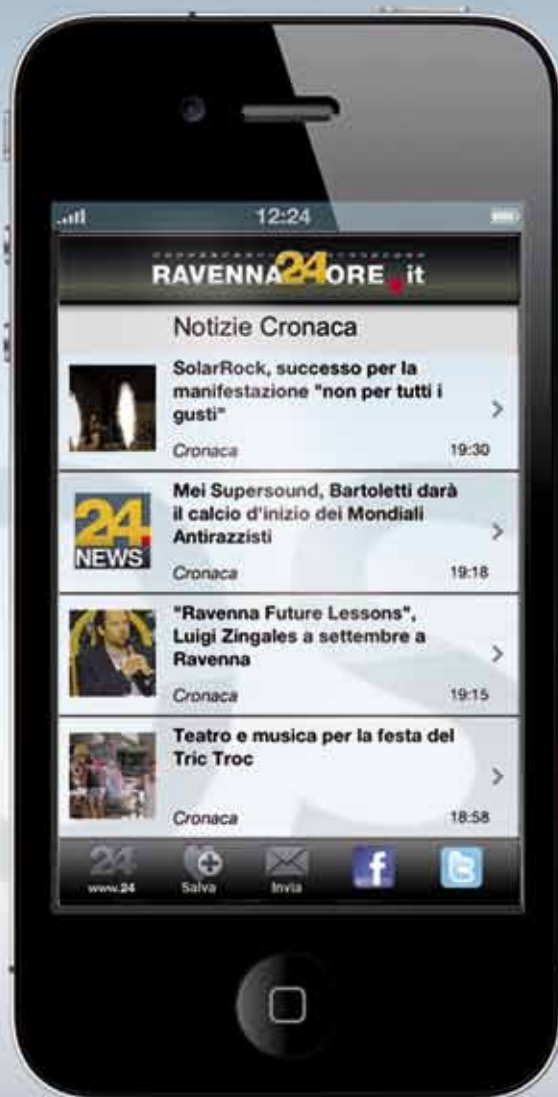 12:24
RAVENNA24ORE.it
Notizie Cronaca
SolarRock, successo per la
manifestazione "non per tutti i
gusti"
Cronaca 19:30
24
NEWS
Mei Supersound, Bartoletti darà
il calcio d'inizio dei Mondiali
Antirazzisti
Cronaca 19:18
"Ravenna Future Lessons",
Luigi Zingales a settembre a
Ravenna
Cronaca 19:15
Teatro e musica per la festa del
Tric Troc
Cronaca 18:58
24
www.24 Salva Invia f t